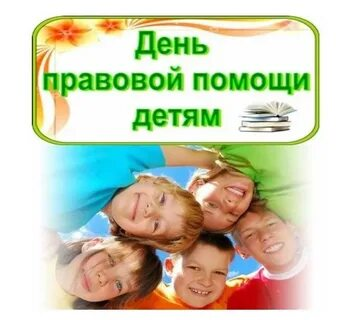 День
правовой помощи
детям